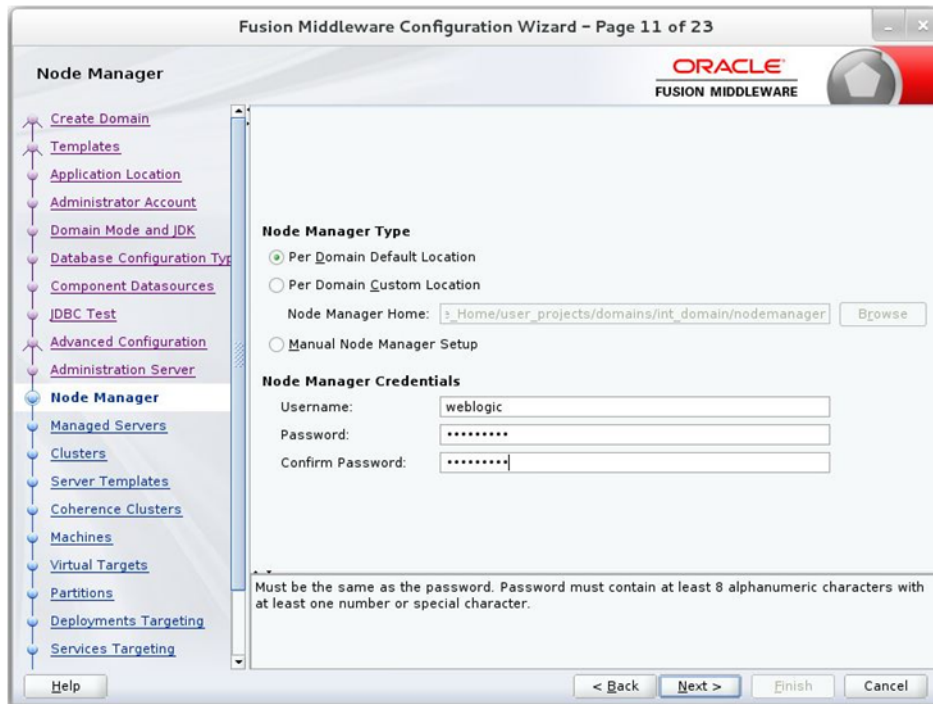 Fusion Middleware Configuration Wizard – Page 11 of 23
Node Manager
ORACLE
FUSION MIDDLEWARE
Create Domain
Templates
Application Location
Administrator Account
Domain Mode and JDK
Database Configuration Typ
Component Datasources
JDBC Test
Advanced Configuration
Administration Server
Node Manager
Managed Servers
Clusters
Server Templates
Coherence Clusters
Machines
Virtual Targets
Partitions
Deployments Targeting
Services Targeting
Node Manager Type
Per Domain Default Location
Per Domain Custom Location
Node Manager Home: _Home/user_projects/domains/int_domain/nodemanager Browse
Manual Node Manager Setup
Node Manager Credentials
Username: weblogic
Password: •••••••••
Confirm Password: •••••••••
Must be the same as the password. Password must contain at least 8 alphanumeric characters with
at least one number or special character.
Help < Back Next > Finish Cancel